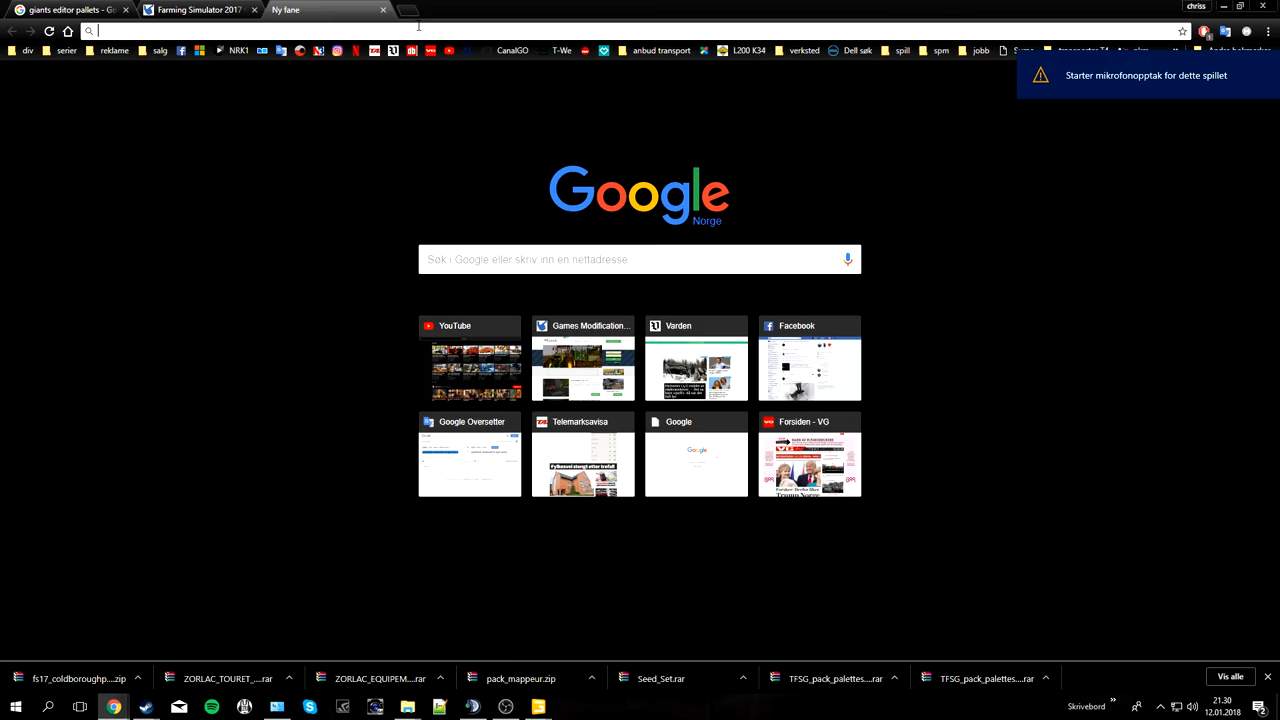 giants editor pallets - Go
Farming Simulator 2017
Ny fane
chriss
div
serier
reklame
salg
NRK1
CanalGO
T-We
anbud transport
L200 K34
verksted
Dell søk
spill
spm
jobb
Starter mikrofonopptak for dette spillet
Google
Norge
Søk i Google eller skriv inn en nettadresse
YouTube
Games Modification...
Varden
Facebook
Google Oversetter
Telemarksavisa
Google
Forsiden - VG
fs17_coldboroughp....zip
ZORLAC_TOURET_....rar
ZORLAC_EQUIPEM....rar
pack_mappeur.zip
Seed_Set.rar
TFSG_pack_palettes....rar
TFSG_pack_palettes....rar
Vis alle
Skrivebord
21.30
12.01.2018